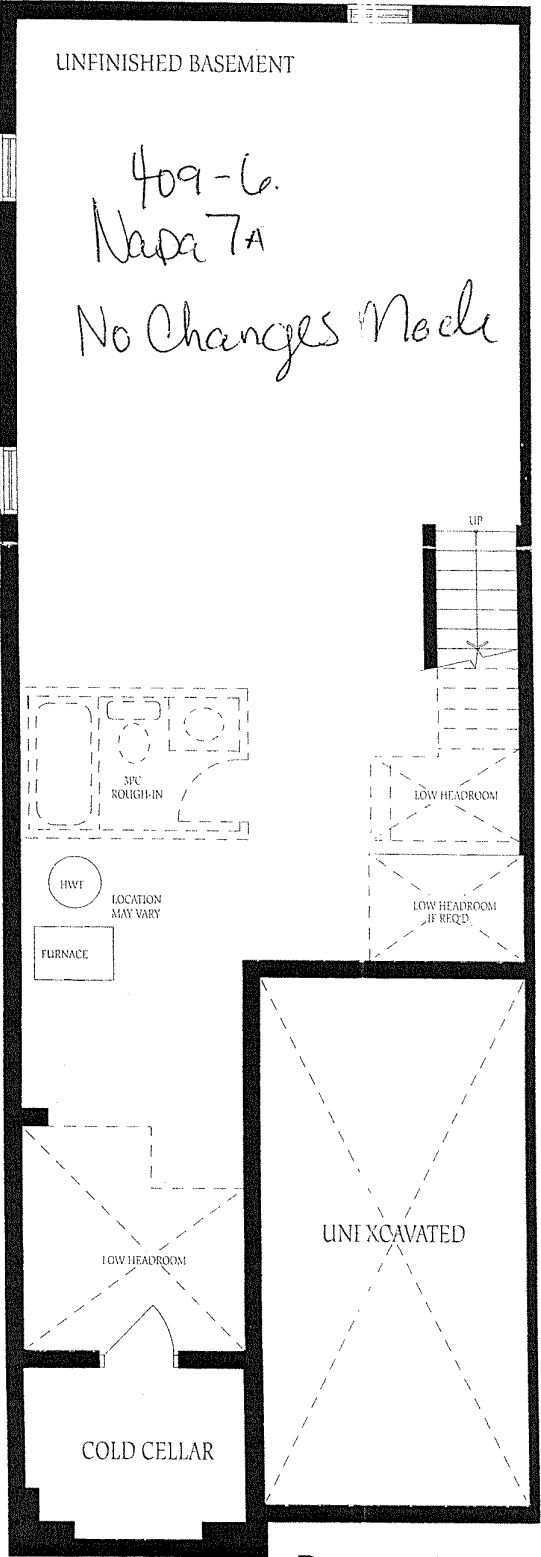 UNFINISHED BASEMENT
409-6.
Napa 7A
No Changes Made
UP
3PC
ROUGH-IN
LOW HEADROOM
HWT
LOCATION
MAY VARY
LOW HEADROOM
IF REQ'D
FURNACE
UNEXCAVATED
LOW HEADROOM
COLD CELLAR